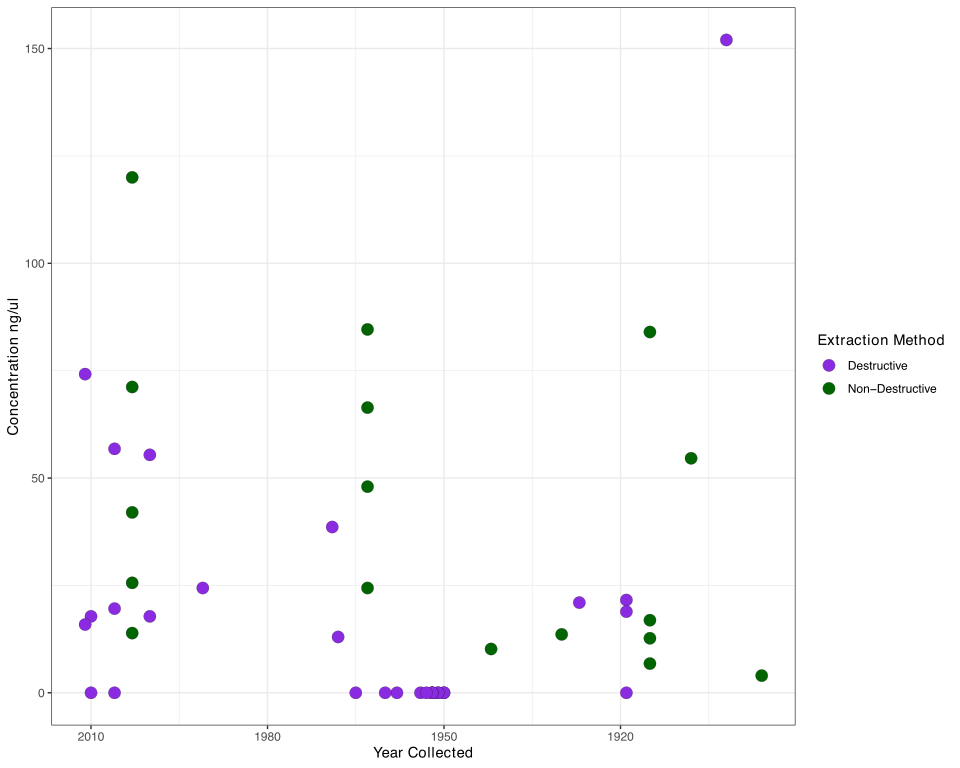 150
100
50
0
Concentration ng/ul
2010
1980
1950
1920
Year Collected
Extraction Method
Destructive
Non−Destructive